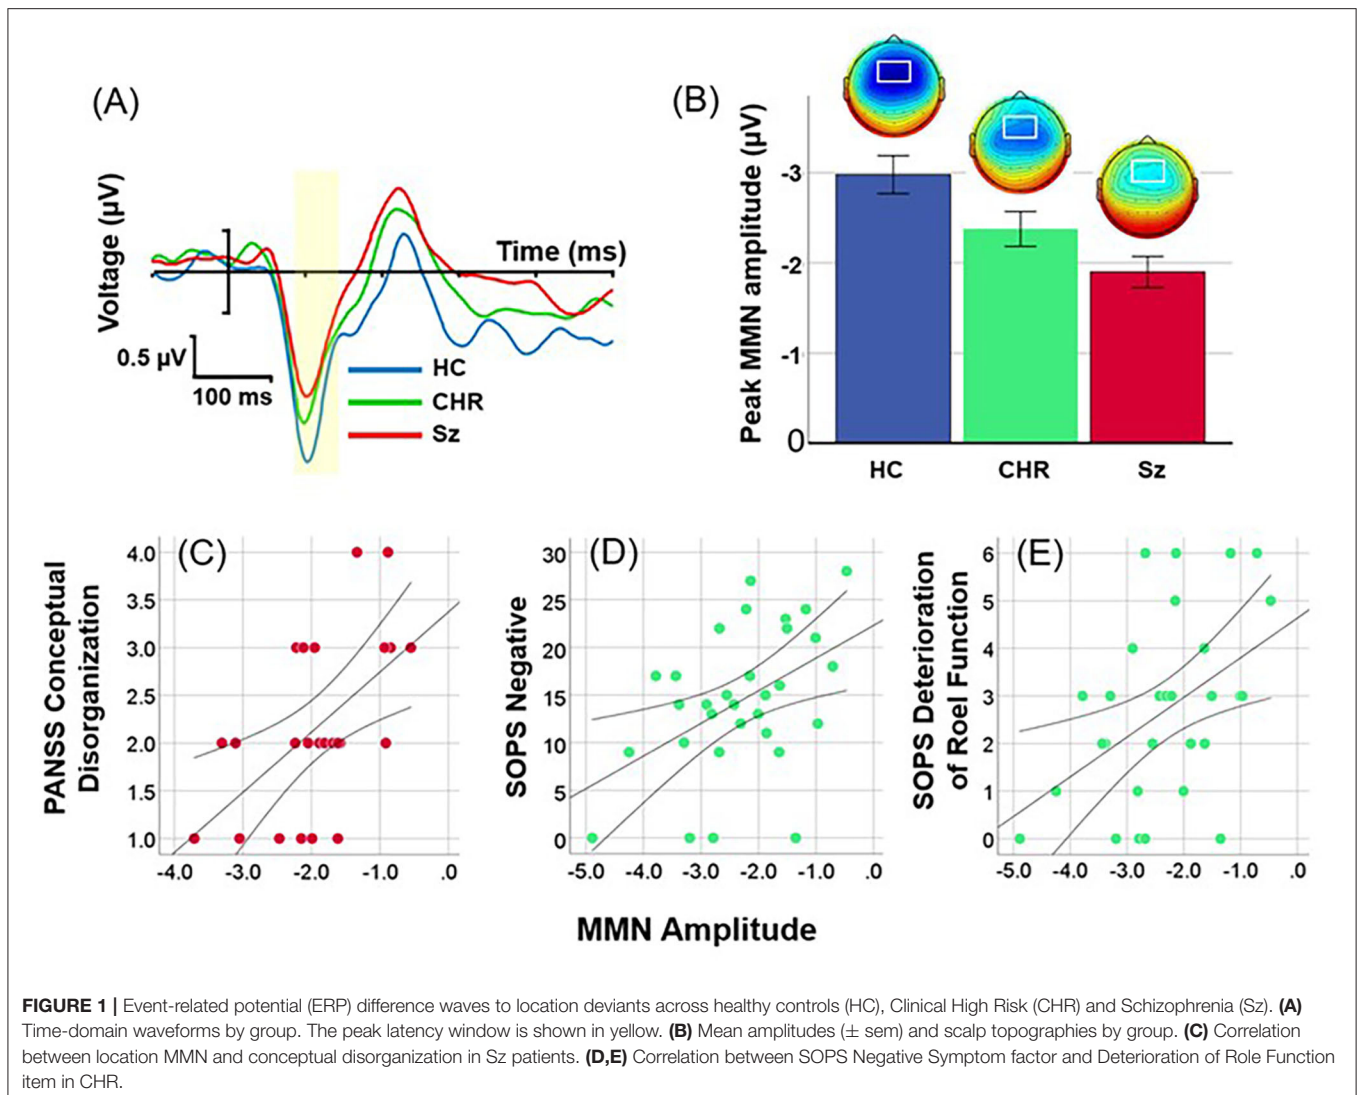 (A)
Voltage (µV)
Time (ms)
0.5 µV
100 ms
HC
CHR
Sz
(B)
Peak MMN amplitude (µV)
-3
-2
-1
0
HC
CHR
Sz
(C)
PANSS Conceptual
Disorganization
4.0
3.5
3.0
2.5
2.0
1.5
1.0
-4.0 -3.0 -2.0 -1.0 .0
(D)
SOPS Negative
30
25
20
15
10
5
0
-5.0 -4.0 -3.0 -2.0 -1.0 .0
(E)
SOPS Deterioration
of Roel Function
6
5
4
3
2
1
0
-5.0 -4.0 -3.0 -2.0 -1.0 .0
MMN Amplitude
FIGURE 1 | Event-related potential (ERP) difference waves to location deviants across healthy controls (HC), Clinical High Risk (CHR) and Schizophrenia (Sz). (A)
Time-domain waveforms by group. The peak latency window is shown in yellow. (B) Mean amplitudes (± sem) and scalp topographies by group. (C) Correlation
between location MMN and conceptual disorganization in Sz patients. (D,E) Correlation between SOPS Negative Symptom factor and Deterioration of Role Function
item in CHR.